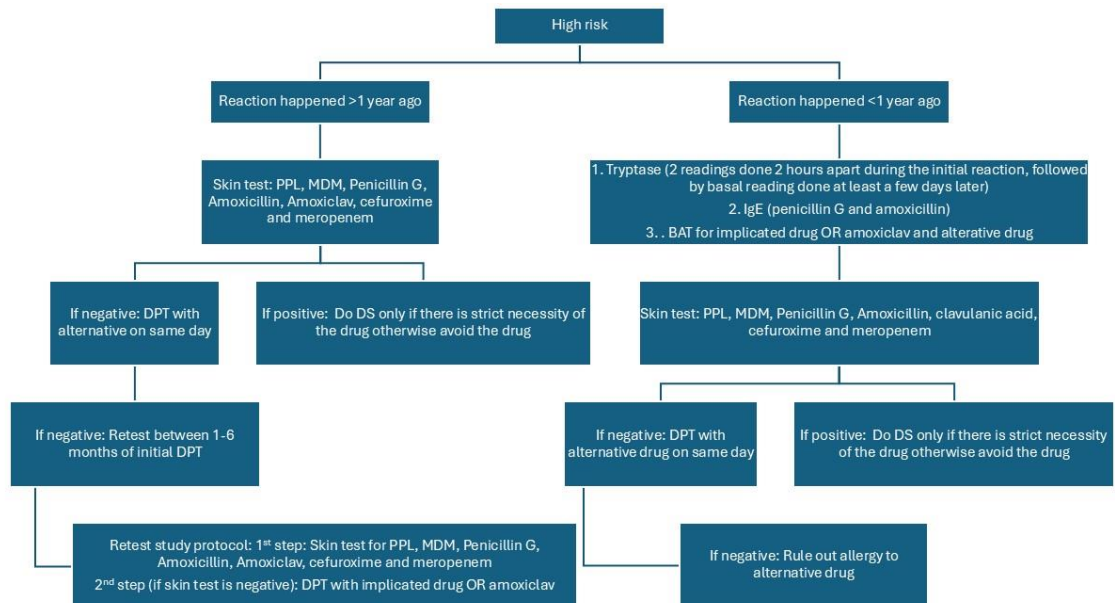 High risk
Reaction happened >1 year ago
Reaction happened <1 year ago
Skin test: PPL, MDM, Penicillin G,
Amoxicillin, Amoxiclav, cefuroxime
and meropenem
1. Tryptase (2 readings done 2 hours apart during the initial reaction, followed
by basal reading done at least a few days later)
2. IgE (penicillin G and amoxicillin)
3. . BAT for implicated drug OR amoxiclav and alterative drug
If negative: DPT with
alternative on same day
If positive: Do DS only if there is strict necessity of
the drug otherwise avoid the drug
Skin test: PPL, MDM, Penicillin G, Amoxicillin, clavulanic acid,
cefuroxime and meropenem
If negative: Retest between 1-6
months of initial DPT
If negative: DPT with
alternative drug on same day
If positive: Do DS only if there is strict necessity
of the drug otherwise avoid the drug
Retest study protocol: 1st step: Skin test for PPL, MDM, Penicillin G,
Amoxicillin, Amoxiclav, cefuroxime and meropenem
2nd step (if skin test is negative): DPT with implicated drug OR amoxiclav
If negative: Rule out allergy to
alternative drug